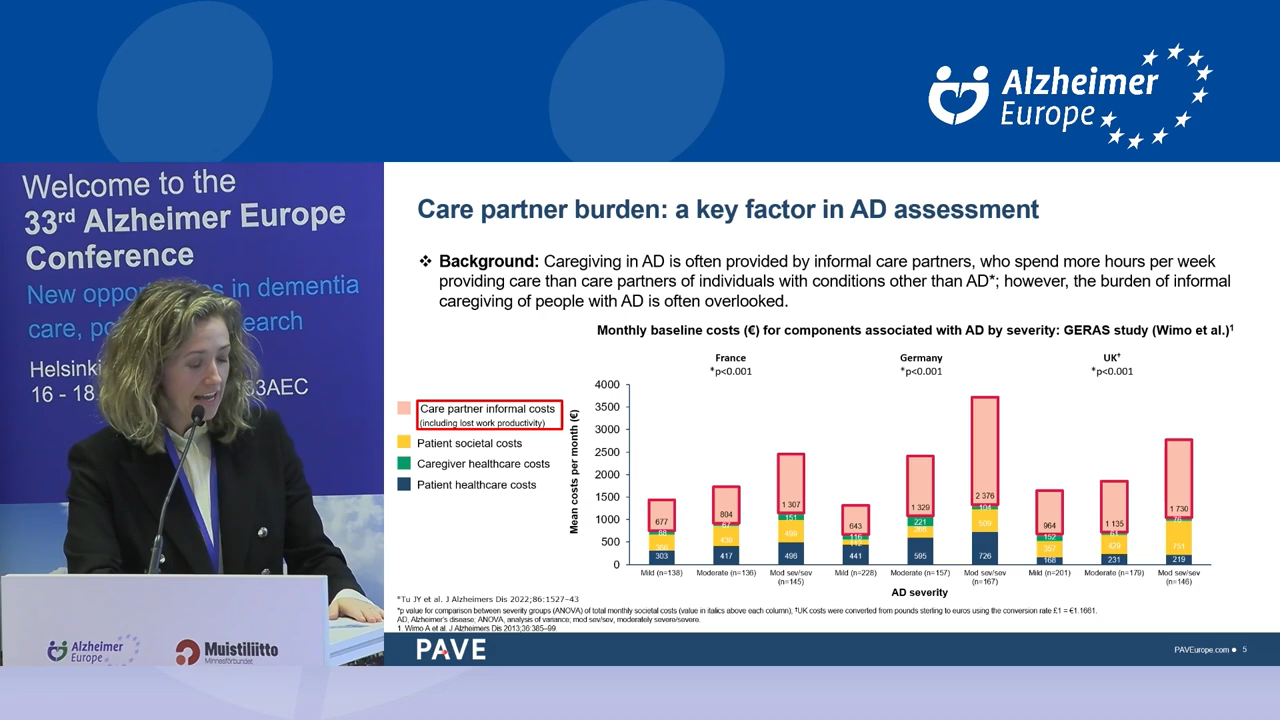 Alzheimer
Europe
Welcome to the
33rd Alzheimer Europe
Conference
New in dementia
care,
Helsinki
16 - 18
Alzheimer
Europe
Muistiliitto
Minnesförbundet
Care partner burden: a key factor in AD assessment
❖ Background: Caregiving in AD is often provided by informal care partners, who spend more hours per week
providing care than care partners of individuals with conditions other than AD*; however, the burden of informal
caregiving of people with AD is often overlooked.
Monthly baseline costs (€) for components associated with AD by severity: GERAS study (Wimo et al.)1
France Germany UK†
*p<0.001 *p<0.001 *p<0.001
Care partner informal costs
(including lost work productivity)
Patient societal costs
Caregiver healthcare costs
Patient healthcare costs
Mean costs per month (€)
4000
3500
3000
2500
2000
1500
1000
500
0
677 804 1 307 643 1 329 2 376 964 1 135 1 730
68 67 151 116 221 152
438 509 357 429 751
303 417 496 441 595 726 168 231 219
Mild (n=138) Moderate (n=136) Mod sev/sev Mild (n=228) Moderate (n=157) Mod sev/sev Mild (n=201) Moderate (n=179) Mod sev/sev
(n=145) (n=167) (n=146)
AD severity
*Tu JY et al. J Alzheimers Dis 2022;86:1527–43
*p value for comparison between severity groups (ANOVA) of total monthly societal costs (value in italics above each column), †UK costs were converted from pounds sterling to euros using the conversion rate £1 = €1.1661.
AD, Alzheimer's disease, ANOVA, analysis of variance; mod sev/sev, moderately severe/severe.
1. Wimo A et al. J Alzheimers Dis 2013;36:385–99.
PAVE
PAVEurope.com ● 5